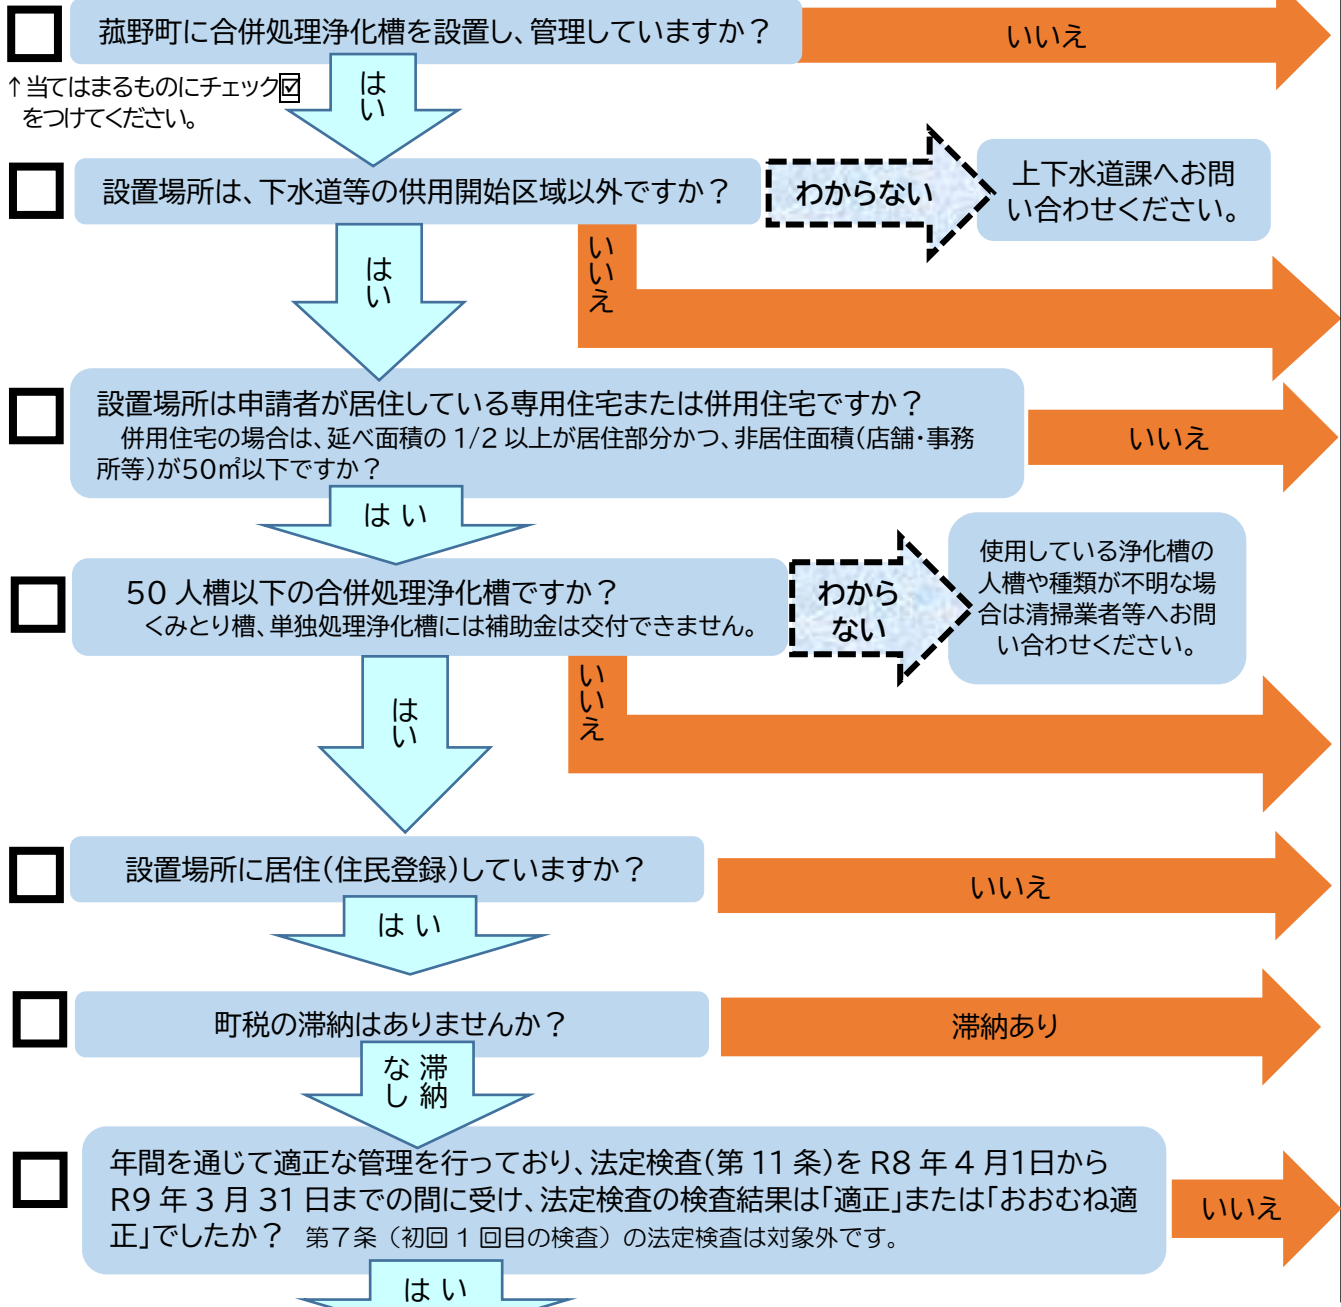 菰野町に合併処理浄化槽を設置し、管理していますか？
いいえ
↑当てはまるものにチェック☑
をつけてください。
はい
設置場所は、下水道等の供用開始区域以外ですか？
わからない
上下水道課へお問
い合わせください。
はい
いいえ
設置場所は申請者が居住している専用住宅または併用住宅ですか？
併用住宅の場合は、延べ面積の 1/2 以上が居住部分かつ、非居住面積(店舗・事務
所等)が50㎡以下ですか？
いいえ
はい
50 人槽以下の合併処理浄化槽ですか？
くみとり槽、単独処理浄化槽には補助金は交付できません。
わから
ない
使用している浄化槽の
人槽や種類が不明な場
合は清掃業者等へお問
い合わせください。
はい
いいえ
設置場所に居住(住民登録)していますか？
いいえ
はい
町税の滞納はありませんか？
滞納あり
滞納
なし
年間を通じて適正な管理を行っており、法定検査(第 11 条)を R8 年 4 月1日から
R9 年 3 月 31 日までの間に受け、法定検査の検査結果は「適正」または「おおむね適
正」でしたか？ 第７条（初回 1 回目の検査）の法定検査は対象外です。
いいえ
はい